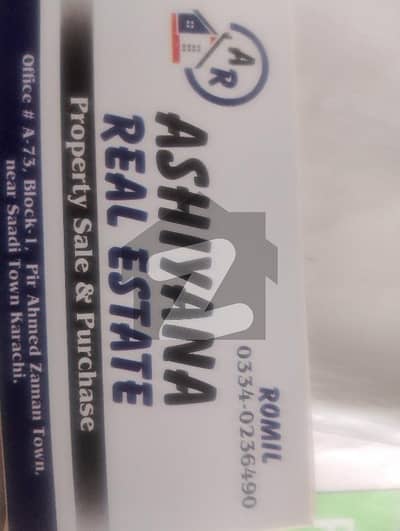 AR
ROMIL
0334-0236490
ASHIYANA
REAL ESTATE
Property Sale & Purchase
Office # A-73, Block-1, Pir Ahmed Zaman Town,
near Saadi Town Karachi.